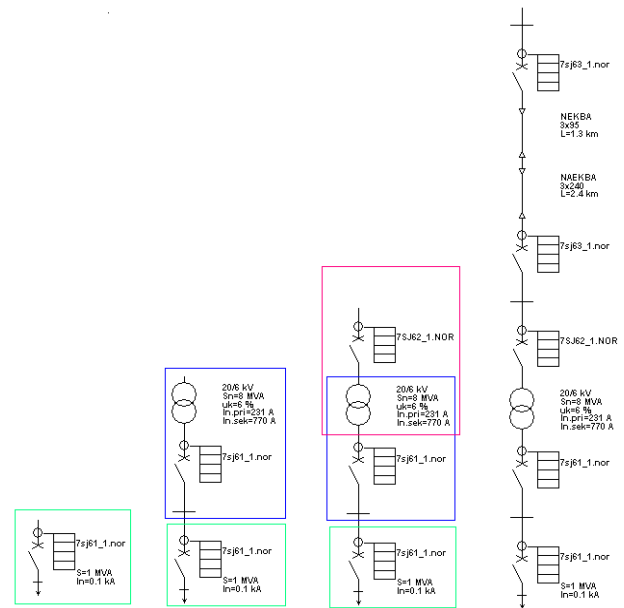 7sj63_1.nor
NEKBA
3x95
L=1.3 km
NAEKBA
3x240
L=2.4 km
7sj63_1.nor
7SJ62_1.NOR
7SJ62_1.NOR
20/6 kV
Sn=8 MVA
uk=6 %
In.pri=231 A
In.sek=770 A
20/6 kV
Sn=8 MVA
uk=6 %
In.pri=231 A
In.sek=770 A
20/6 kV
Sn=8 MVA
uk=6 %
In.pri=231 A
In.sek=770 A
7sj61_1.nor
7sj61_1.nor
7sj61_1.nor
7sj61_1.nor
S=1 MVA
In=0.1 kA
7sj61_1.nor
S=1 MVA
In=0.1 kA
7sj61_1.nor
S=1 MVA
In=0.1 kA
7sj61_1.nor
S=1 MVA
In=0.1 kA